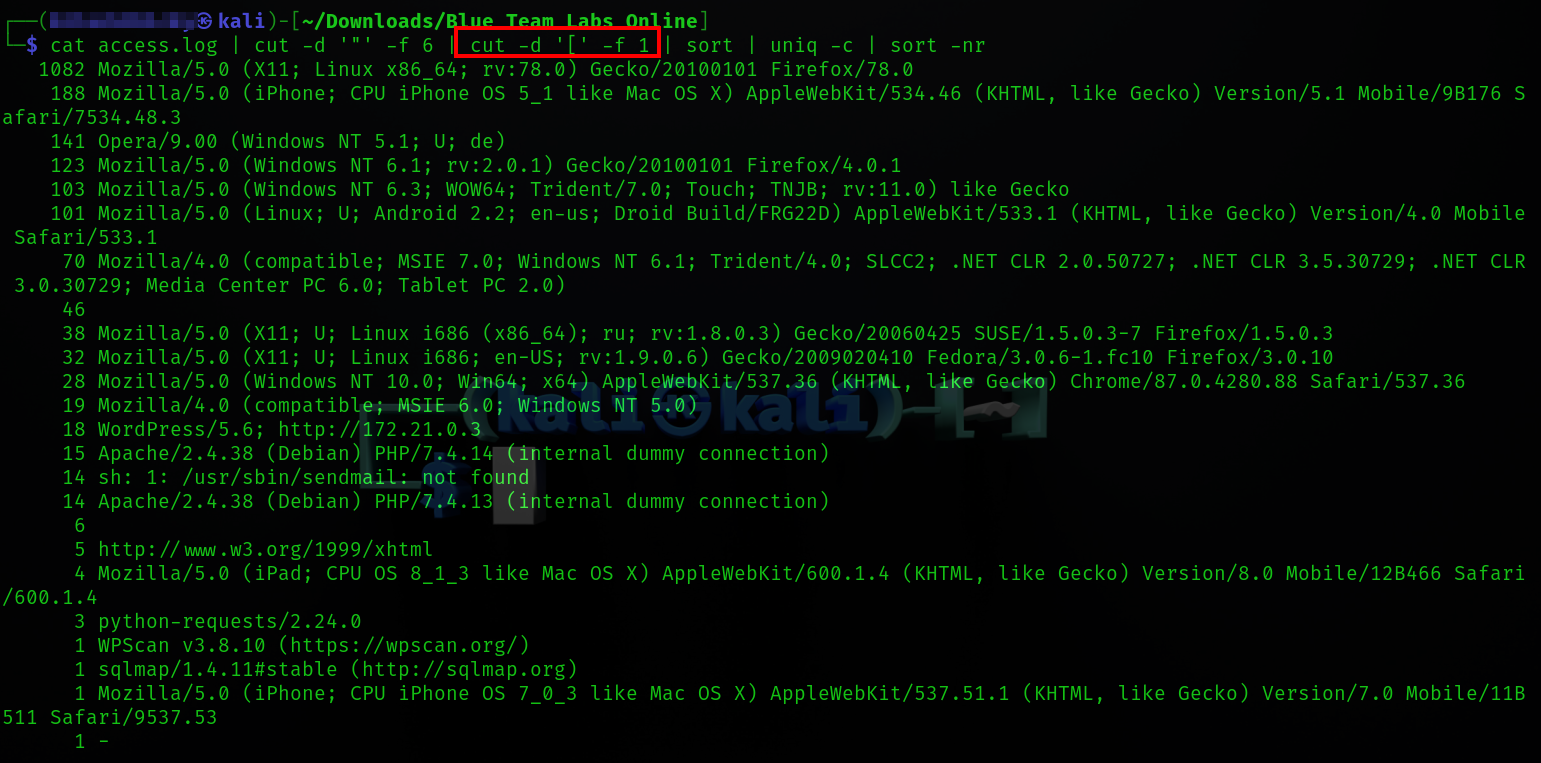 ㉿kali)-[~/Downloads/Blue Team Labs Online]
$ cat access.log | cut -d '"' -f 6 | cut -d '[' -f 1 | sort | uniq -c | sort -nr
1082 Mozilla/5.0 (X11; Linux x86_64; rv:78.0) Gecko/20100101 Firefox/78.0
188 Mozilla/5.0 (iPhone; CPU iPhone OS 5_1 like Mac OS X) AppleWebKit/534.46 (KHTML, like Gecko) Version/5.1 Mobile/9B176 S
afari/7534.48.3
141 Opera/9.00 (Windows NT 5.1; U; de)
123 Mozilla/5.0 (Windows NT 6.1; rv:2.0.1) Gecko/20100101 Firefox/4.0.1
103 Mozilla/5.0 (Windows NT 6.3; WOW64; Trident/7.0; Touch; TNJB; rv:11.0) like Gecko
101 Mozilla/5.0 (Linux; U; Android 2.2; en-us; Droid Build/FRG22D) AppleWebKit/533.1 (KHTML, like Gecko) Version/4.0 Mobile
Safari/533.1
70 Mozilla/4.0 (compatible; MSIE 7.0; Windows NT 6.1; Trident/4.0; SLCC2; .NET CLR 2.0.50727; .NET CLR 3.5.30729; .NET CLR
3.0.30729; Media Center PC 6.0; Tablet PC 2.0)
46
38 Mozilla/5.0 (X11; U; Linux i686 (x86_64); ru; rv:1.8.0.3) Gecko/20060425 SUSE/1.5.0.3-7 Firefox/1.5.0.3
32 Mozilla/5.0 (X11; U; Linux i686; en-US; rv:1.9.0.6) Gecko/2009020410 Fedora/3.0.6-1.fc10 Firefox/3.0.10
28 Mozilla/5.0 (Windows NT 10.0; Win64; x64) AppleWebKit/537.36 (KHTML, like Gecko) Chrome/87.0.4280.88 Safari/537.36
19 Mozilla/4.0 (compatible; MSIE 6.0; Windows NT 5.0)
(kali㉿kali)-[~]
18 WordPress/5.6; http://172.21.0.3
15 Apache/2.4.38 (Debian) PHP/7.4.14 (internal dummy connection)
14 sh: 1: /usr/sbin/sendmail: not found
$
14 Apache/2.4.38 (Debian) PHP/7.4.13 (internal dummy connection)
6
5 http://www.w3.org/1999/xhtml
4 Mozilla/5.0 (iPad; CPU OS 8_1_3 like Mac OS X) AppleWebKit/600.1.4 (KHTML, like Gecko) Version/8.0 Mobile/12B466 Safari
/600.1.4
3 python-requests/2.24.0
1 WPScan v3.8.10 (https://wpscan.org/)
1 sqlmap/1.4.11#stable (http://sqlmap.org)
1 Mozilla/5.0 (iPhone; CPU iPhone OS 7_0_3 like Mac OS X) AppleWebKit/537.51.1 (KHTML, like Gecko) Version/7.0 Mobile/11B
511 Safari/9537.53
1 -